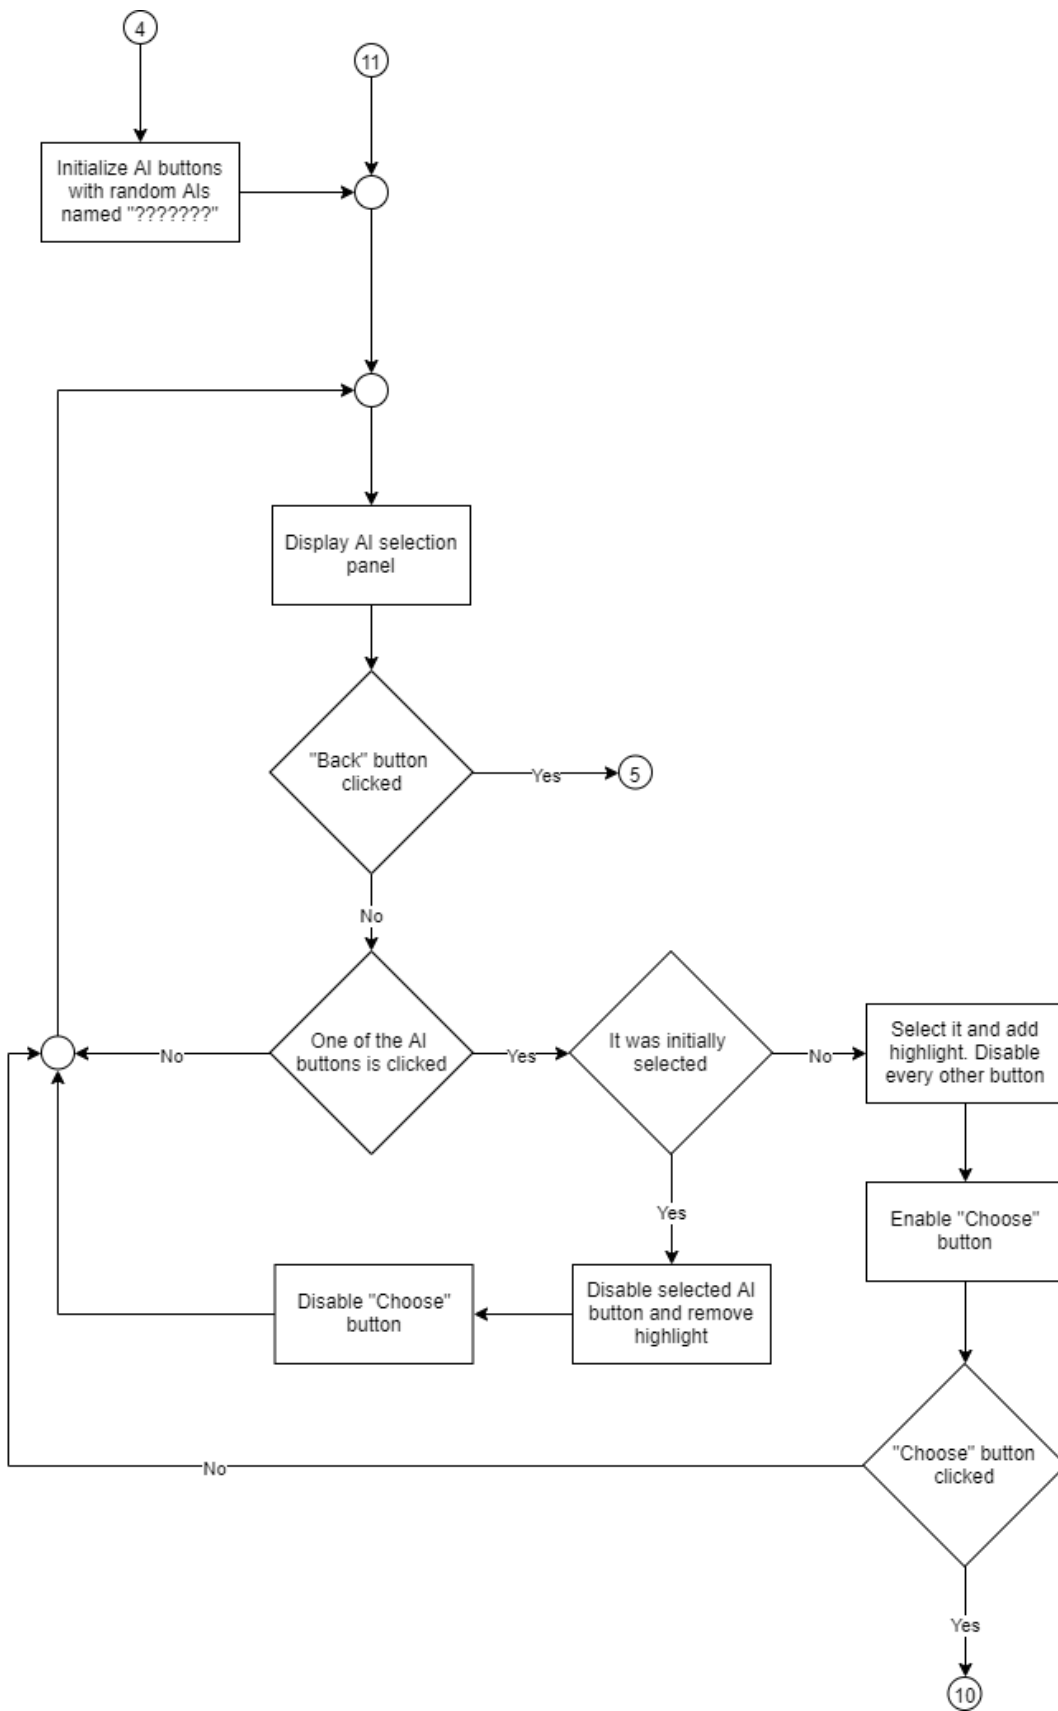 4
11
Initialize AI buttons
with random AIs
named "???????"
Display AI selection
panel
"Back" button
clicked
Yes
5
No
One of the AI
buttons is clicked
No
Yes
It was initially
selected
No
Select it and add
highlight. Disable
every other button
Yes
Enable "Choose"
button
Disable "Choose"
button
Disable selected AI
button and remove
highlight
"Choose" button
clicked
No
Yes
10